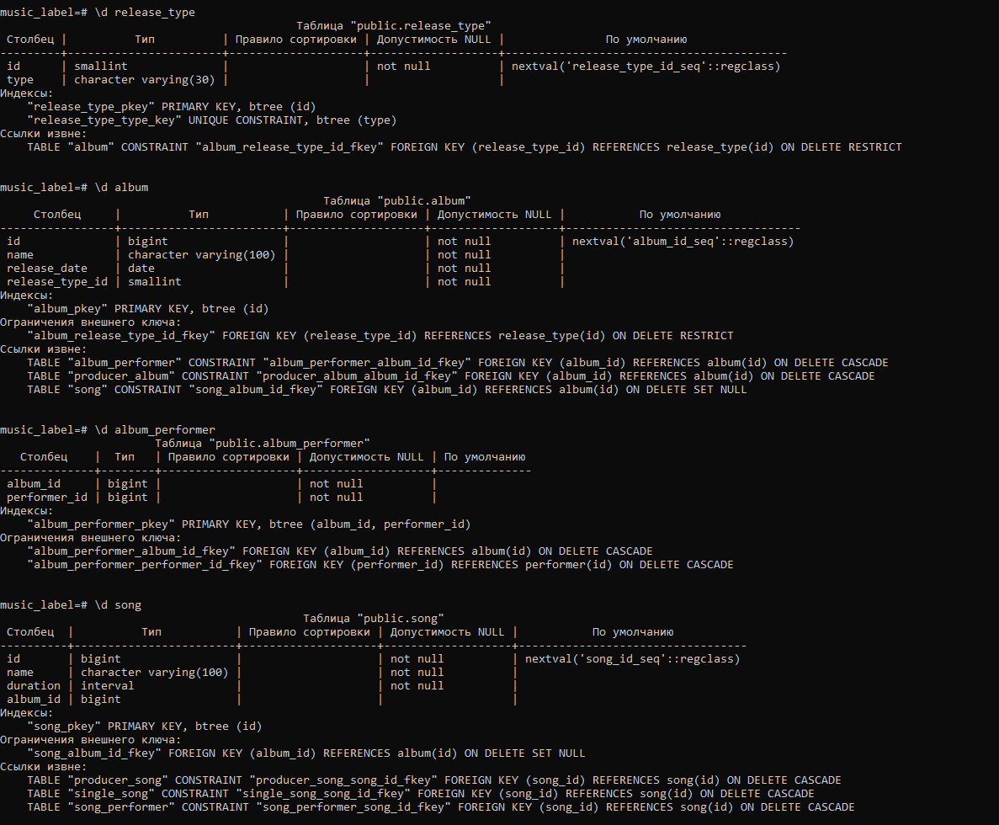 music_label=# \d release_type
Таблица "public.release_type"
Столбец | Тип | Правило сортировки | Допустимость NULL | По умолчанию
---------+-----------------------+--------------------+-------------------+------------------------------------------
id | smallint | | not null | nextval('release_type_id_seq'::regclass)
type | character varying(30) | | |
Индексы:
"release_type_pkey" PRIMARY KEY, btree (id)
"release_type_type_key" UNIQUE CONSTRAINT, btree (type)
Ссылки извне:
TABLE "album" CONSTRAINT "album_release_type_id_fkey" FOREIGN KEY (release_type_id) REFERENCES release_type(id) ON DELETE RESTRICT
music_label=# \d album
Таблица "public.album"
Столбец | Тип | Правило сортировки | Допустимость NULL | По умолчанию
-----------------+------------------------+--------------------+-------------------+-----------------------------------
id | bigint | | not null | nextval('album_id_seq'::regclass)
name | character varying(100) | | not null |
release_date | date | | not null |
release_type_id | smallint | | not null |
Индексы:
"album_pkey" PRIMARY KEY, btree (id)
Ограничения внешнего ключа:
"album_release_type_id_fkey" FOREIGN KEY (release_type_id) REFERENCES release_type(id) ON DELETE RESTRICT
Ссылки извне:
TABLE "album_performer" CONSTRAINT "album_performer_album_id_fkey" FOREIGN KEY (album_id) REFERENCES album(id) ON DELETE CASCADE
TABLE "producer_album" CONSTRAINT "producer_album_album_id_fkey" FOREIGN KEY (album_id) REFERENCES album(id) ON DELETE CASCADE
TABLE "song" CONSTRAINT "song_album_id_fkey" FOREIGN KEY (album_id) REFERENCES album(id) ON DELETE SET NULL
music_label=# \d album_performer
Таблица "public.album_performer"
Столбец | Тип | Правило сортировки | Допустимость NULL | По умолчанию
--------------+--------+--------------------+-------------------+--------------
album_id | bigint | | not null |
performer_id | bigint | | not null |
Индексы:
"album_performer_pkey" PRIMARY KEY, btree (album_id, performer_id)
Ограничения внешнего ключа:
"album_performer_album_id_fkey" FOREIGN KEY (album_id) REFERENCES album(id) ON DELETE CASCADE
"album_performer_performer_id_fkey" FOREIGN KEY (performer_id) REFERENCES performer(id) ON DELETE CASCADE
music_label=# \d song
Таблица "public.song"
Столбец | Тип | Правило сортировки | Допустимость NULL | По умолчанию
----------+------------------------+--------------------+-------------------+----------------------------------
id | bigint | | not null | nextval('song_id_seq'::regclass)
name | character varying(100) | | not null |
duration | interval | | not null |
album_id | bigint | | |
Индексы:
"song_pkey" PRIMARY KEY, btree (id)
Ограничения внешнего ключа:
"song_album_id_fkey" FOREIGN KEY (album_id) REFERENCES album(id) ON DELETE SET NULL
Ссылки извне:
TABLE "producer_song" CONSTRAINT "producer_song_song_id_fkey" FOREIGN KEY (song_id) REFERENCES song(id) ON DELETE CASCADE
TABLE "single_song" CONSTRAINT "single_song_song_id_fkey" FOREIGN KEY (song_id) REFERENCES song(id) ON DELETE CASCADE
TABLE "song_performer" CONSTRAINT "song_performer_song_id_fkey" FOREIGN KEY (song_id) REFERENCES song(id) ON DELETE CASCADE